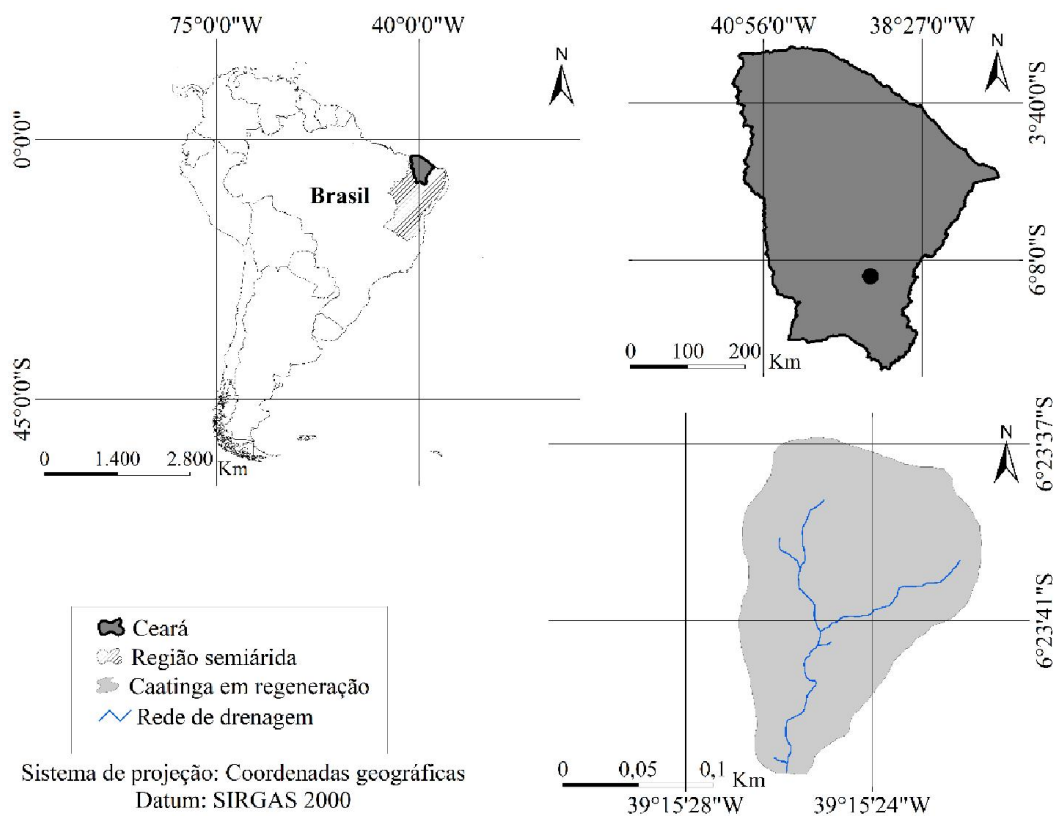 75°0'0"W
40°0'0"W
N
0°0'0"
Brasil
45°0'0"S
0 1.400 2.800 Km
40°56'0"W
38°27'0"W
N
3°40'0"S
6°8'0"S
0 100 200 Km
N
6°23'37"S
6°23'41"S
0 0,05 0,1 Km
39°15'28"W
39°15'24"W
Ceará
Região semiárida
Caatinga em regeneração
Rede de drenagem
Sistema de projeção: Coordenadas geográficas
Datum: SIRGAS 2000